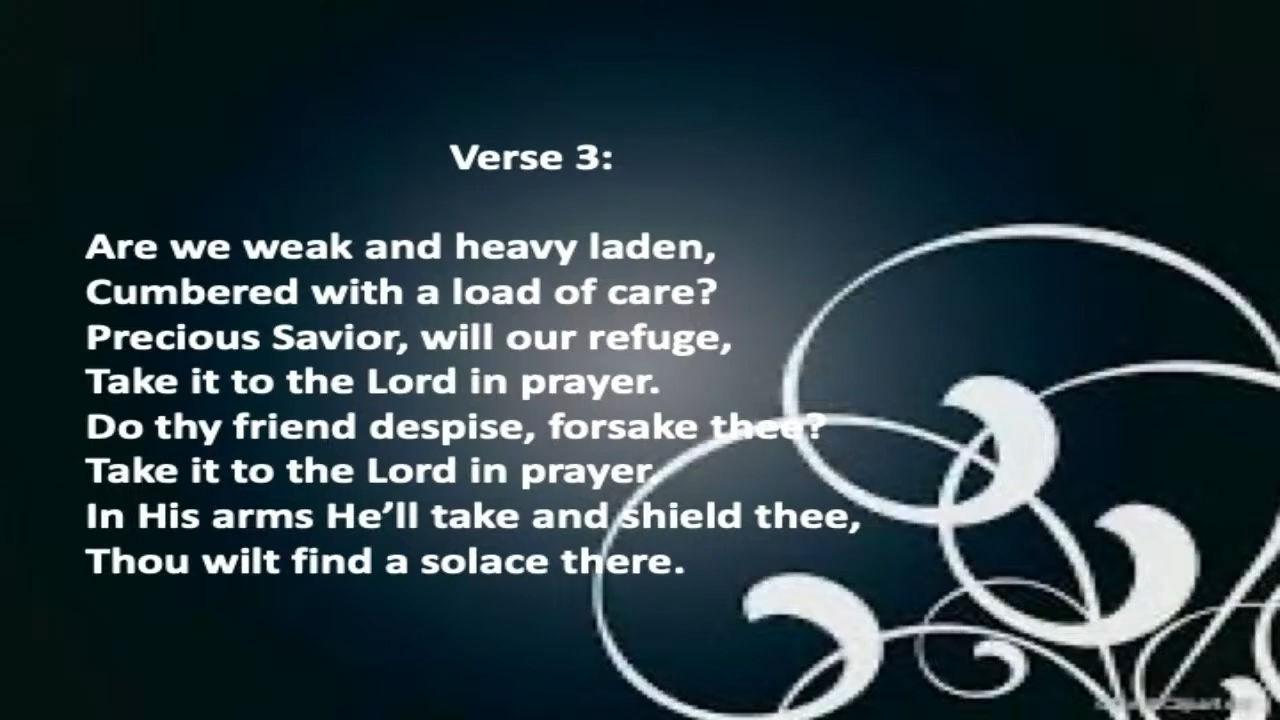 Verse 3:
Are we weak and heavy laden,
Cumbered with a load of care?
Precious Savior, will our refuge,
Take it to the Lord in prayer.
Do thy friend despise, forsake thee?
Take it to the Lord in prayer.
In His arms He’ll take and shield thee,
Thou wilt find a solace there.